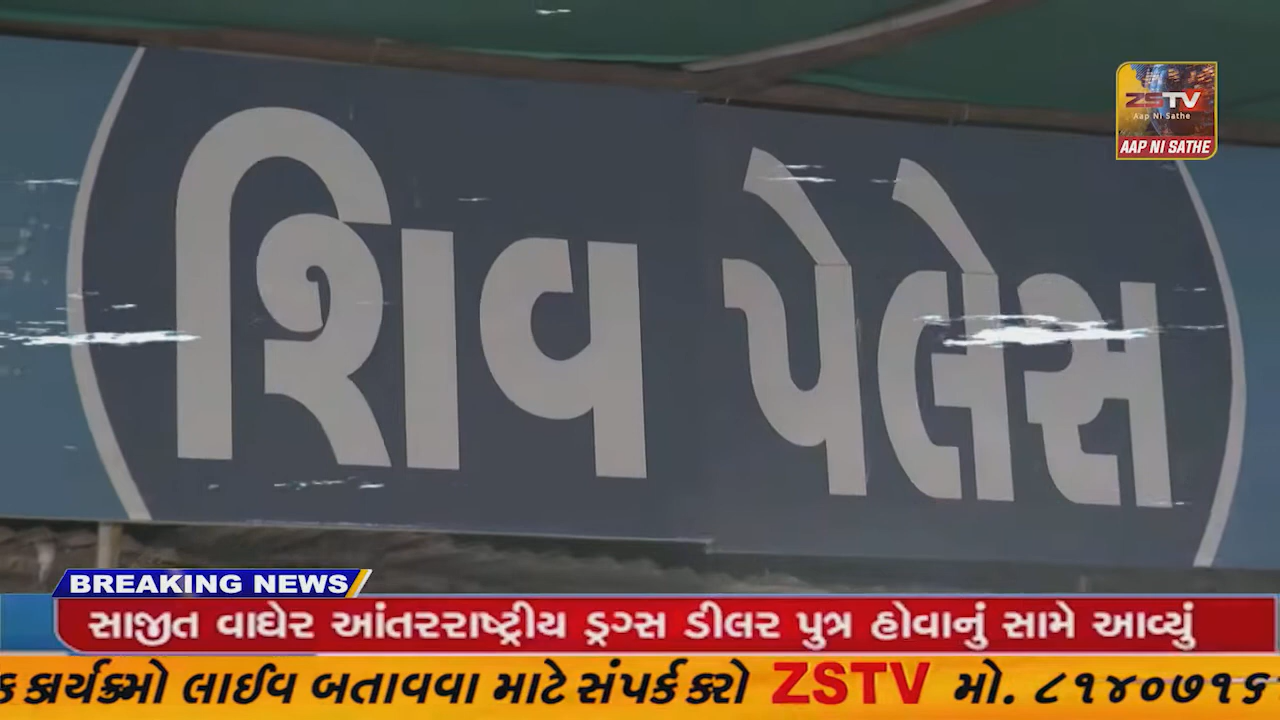 શિવ પેલેસ
ZSTV
Aap Ni Sathe
AAP NI SATHE
BREAKING NEWS
સાજીત વાઘેર આંતરરાષ્ટ્રીય ડ્રગ્સ ડીલર પુત્ર હોવાનું સામે આવ્યું
કાર્યક્રમો લાઈવ બતાવવા માટે સંપર્ક કરો ZSTV મો.